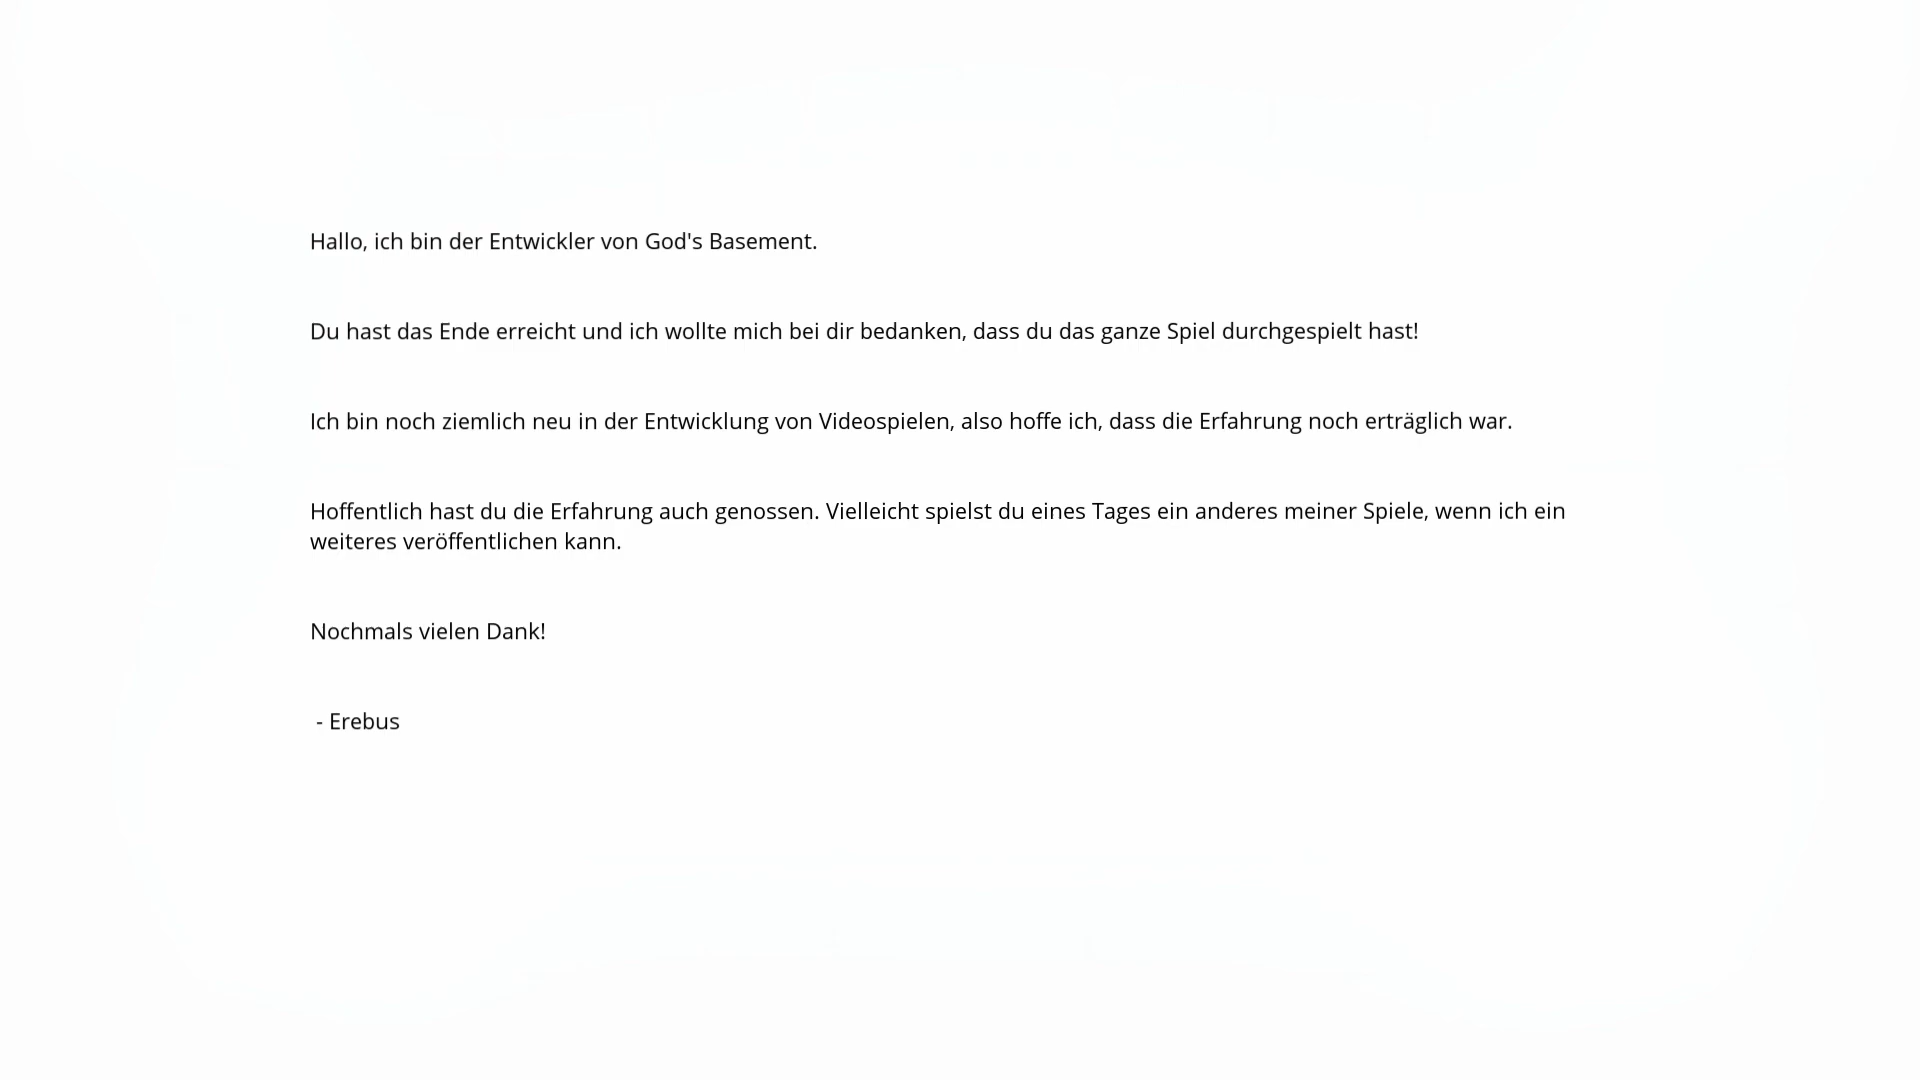 Hallo, ich bin der Entwickler von God's Basement.
Du hast das Ende erreicht und ich wollte mich bei dir bedanken, dass du das ganze Spiel durchgespielt hast!
Ich bin noch ziemlich neu in der Entwicklung von Videospielen, also hoffe ich, dass die Erfahrung noch erträglich war.
Hoffentlich hast du die Erfahrung auch genossen. Vielleicht spielst du eines Tages ein anderes meiner Spiele, wenn ich ein
weiteres veröffentlichen kann.
Nochmals vielen Dank!
- Erebus